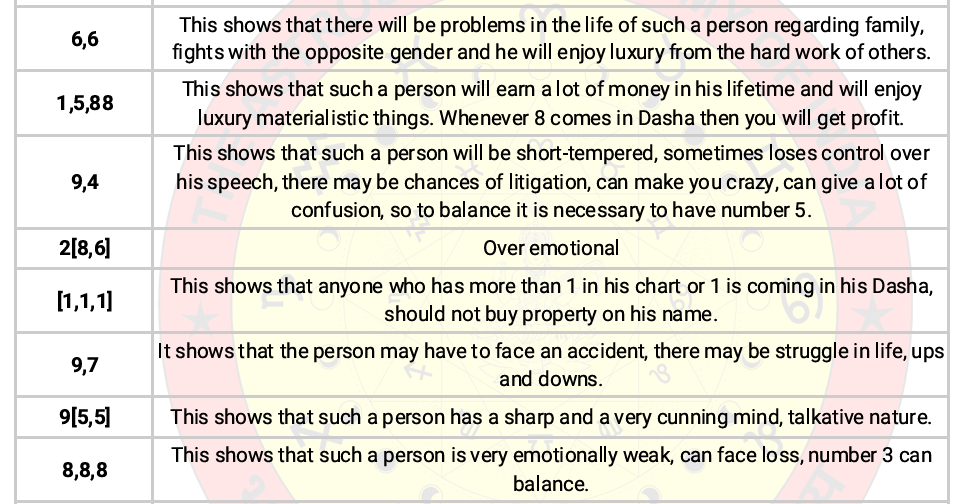 6,6
This shows that there will be problems in the life of such a person regarding family,
fights with the opposite gender and he will enjoy luxury from the hard work of others.
1,5,88
This shows that such a person will earn a lot of money in his lifetime and will enjoy
luxury materialistic things. Whenever 8 comes in Dasha then you will get profit.
9,4
This shows that such a person will be short-tempered, sometimes loses control over
his speech, there may be chances of litigation, can make you crazy, can give a lot of
confusion, so to balance it is necessary to have number 5.
2[8,6]
Over emotional
[1,1,1]
This shows that anyone who has more than 1 in his chart or 1 is coming in his Dasha,
should not buy property on his name.
9,7
It shows that the person may have to face an accident, there may be struggle in life, ups
and downs.
9[5,5]
This shows that such a person has a sharp and a very cunning mind, talkative nature.
8,8,8
This shows that such a person is very emotionally weak, can face loss, number 3 can
balance.